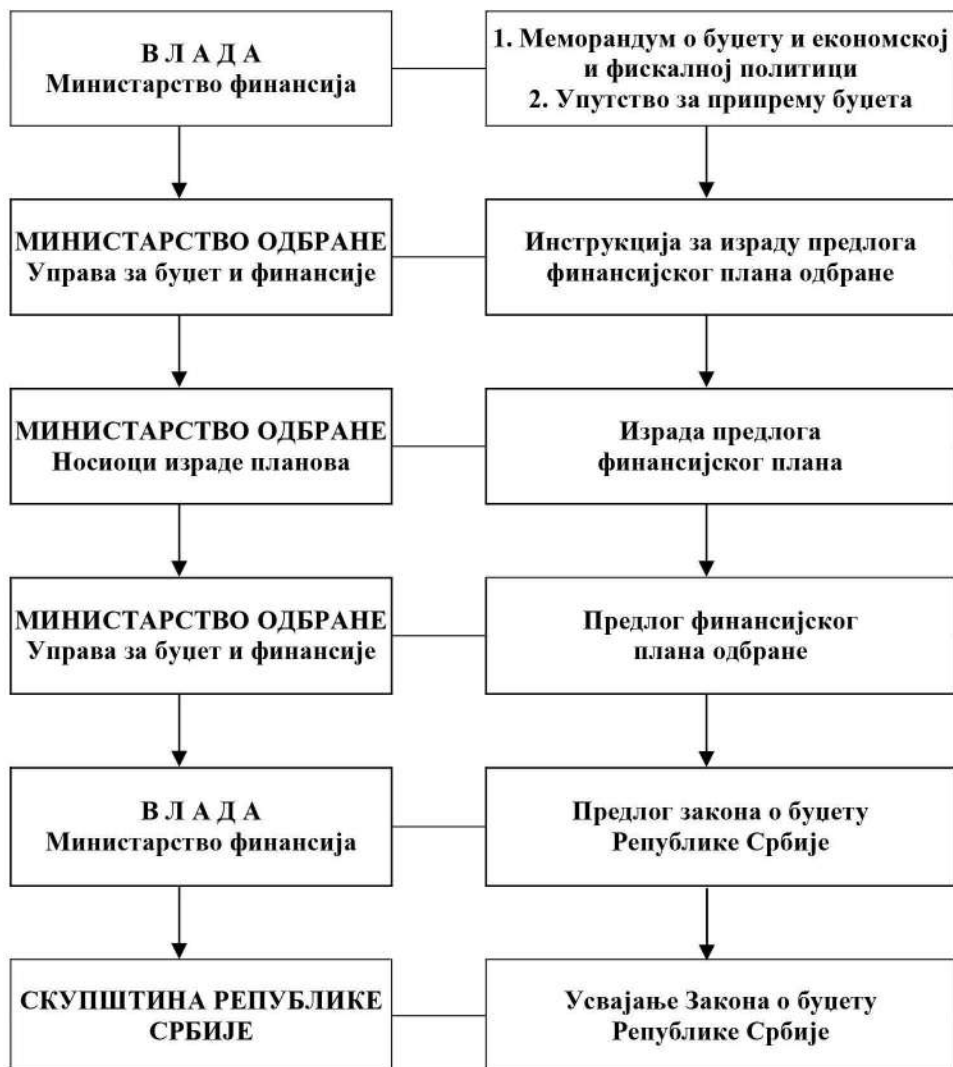 В Л А Д А
Министарство финансија
1. Меморандум о буџету и економској
и фискалној политици
2. Упутство за припрему буџета
МИНИСТАРСТВО ОДБРАНЕ
Управа за буџет и финансије
Инструкција за израду предлога
финансијског плана одбране
МИНИСТАРСТВО ОДБРАНЕ
Носиоци израде планова
Израда предлога
финансијског плана
МИНИСТАРСТВО ОДБРАНЕ
Управа за буџет и финансије
Предлог финансијског
плана одбране
В Л А Д А
Министарство финансија
Предлог закона о буџету
Републике Србије
СКУПШТИНА РЕПУБЛИКЕ
СРБИЈЕ
Усвајање Закона о буџету
Републике Србије